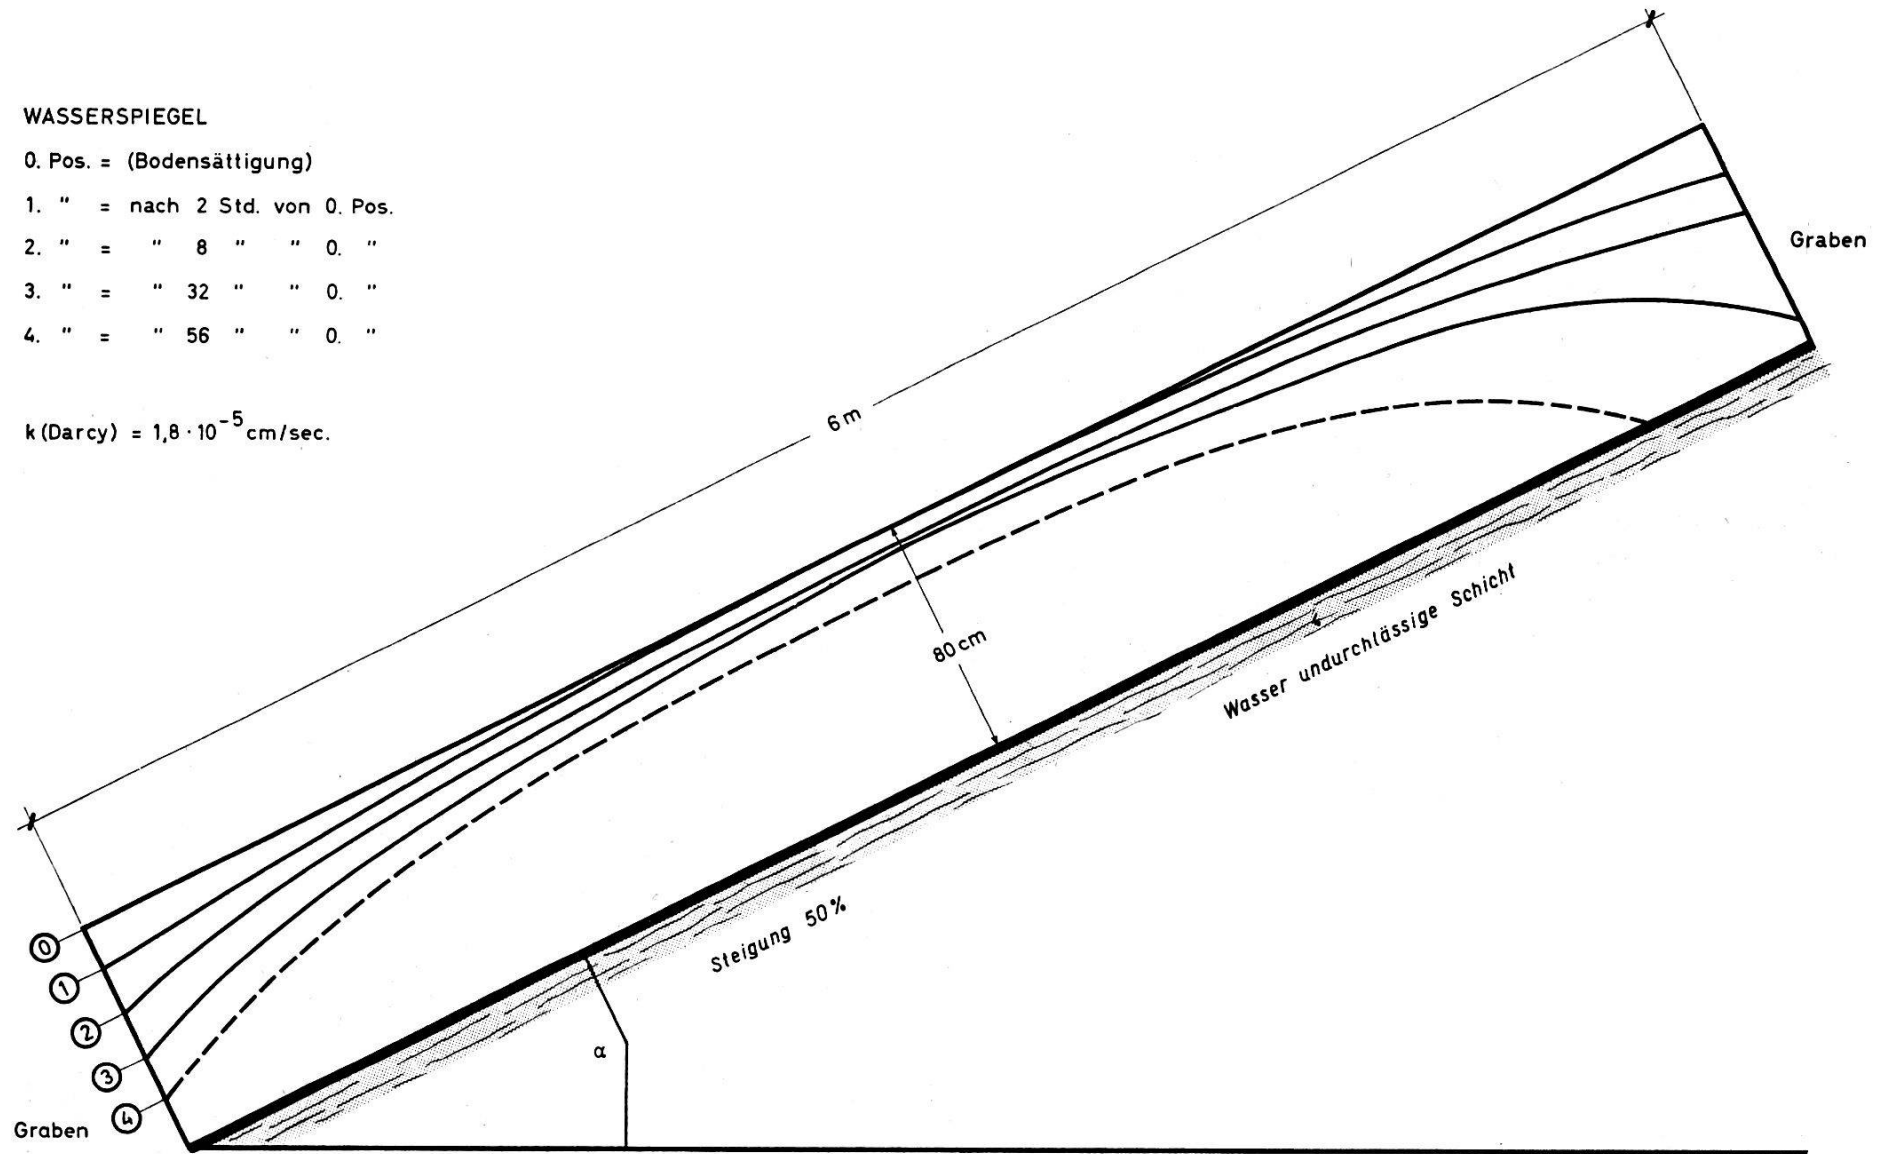 WASSERSPIEGEL
0. Pos. = (Bodensättigung)
1. " = nach 2 Std. von 0. Pos.
2. " = " 8 " " 0. "
3. " = " 32 " " 0. "
4. " = " 56 " " 0. "
k (Darcy) = 1,8 · 10⁻⁵ cm/sec.
6 m
Graben
80 cm
Wasser undurchlässige Schicht
Steigung 50%
α
0
1
2
3
4
Graben